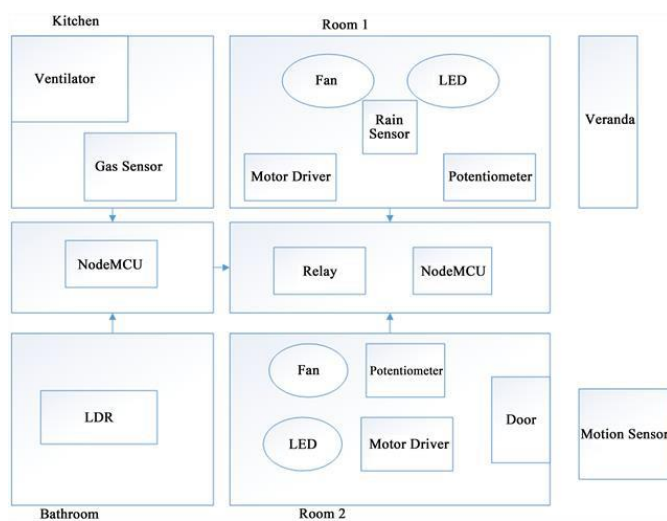 Kitchen
Ventilator
Gas Sensor
Room 1
Fan
LED
Rain
Sensor
Motor Driver
Potentiometer
Veranda
NodeMCU
Relay
NodeMCU
LDR
Bathroom
Fan
Potentiometer
LED
Motor Driver
Door
Room 2
Motion Sensor